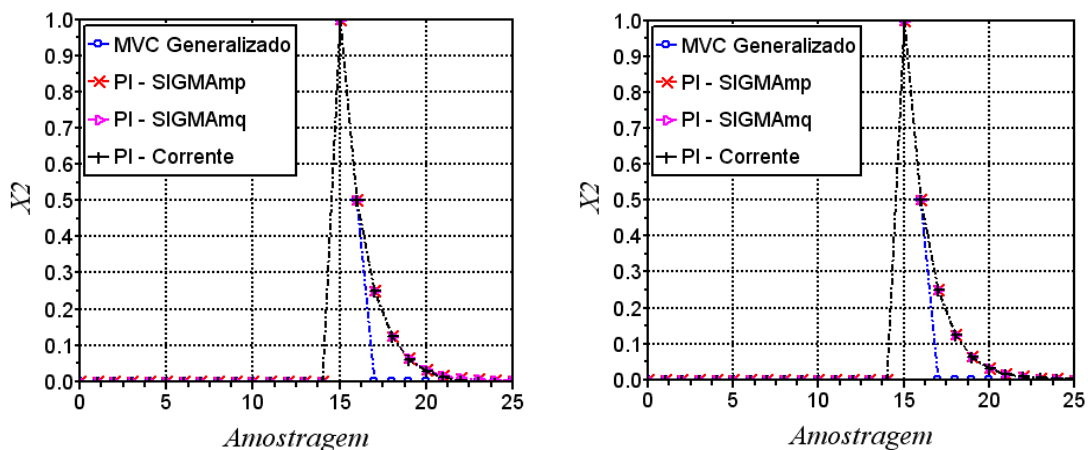 1.0
0.9
0.8
0.7
0.6
0.5
0.4
0.3
0.2
0.1
0.0
X2
MVC Generalizado
PI - SIGMAmp
PI - SIGMAmq
PI - Corrente
0 5 10 15 20 25
Amostragem
1.0
0.9
0.8
0.7
0.6
0.5
0.4
0.3
0.2
0.1
0.0
X2
MVC Generalizado
PI - SIGMAmp
PI - SIGMAmq
PI - Corrente
0 5 10 15 20 25
Amostragem